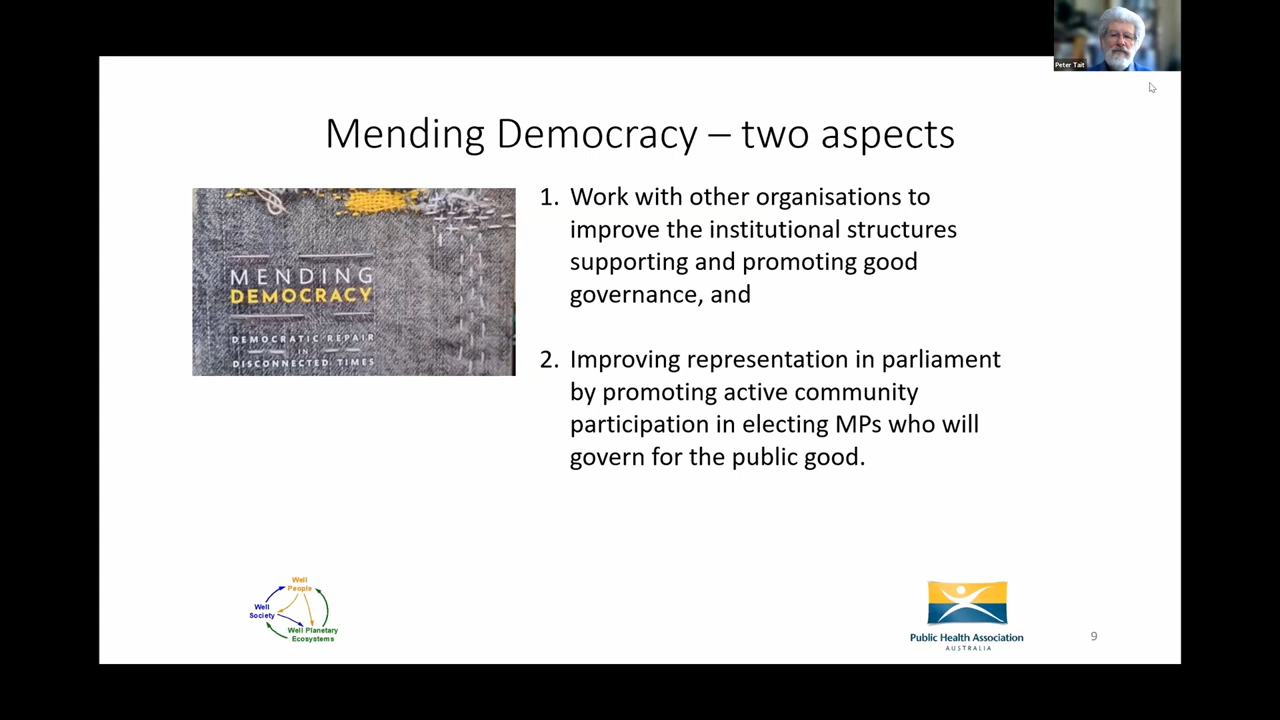 Peter Tait
Mending Democracy – two aspects
MENDING
DEMOCRACY
DEMOCRATIC REPAIR
IN
DISCONNECTED TIMES
1. Work with other organisations to
improve the institutional structures
supporting and promoting good
governance, and
2. Improving representation in parliament
by promoting active community
participation in electing MPs who will
govern for the public good.
Well
People
Well
Society
Well Planetary
Ecosystems
Public Health Association
AUSTRALIA
9